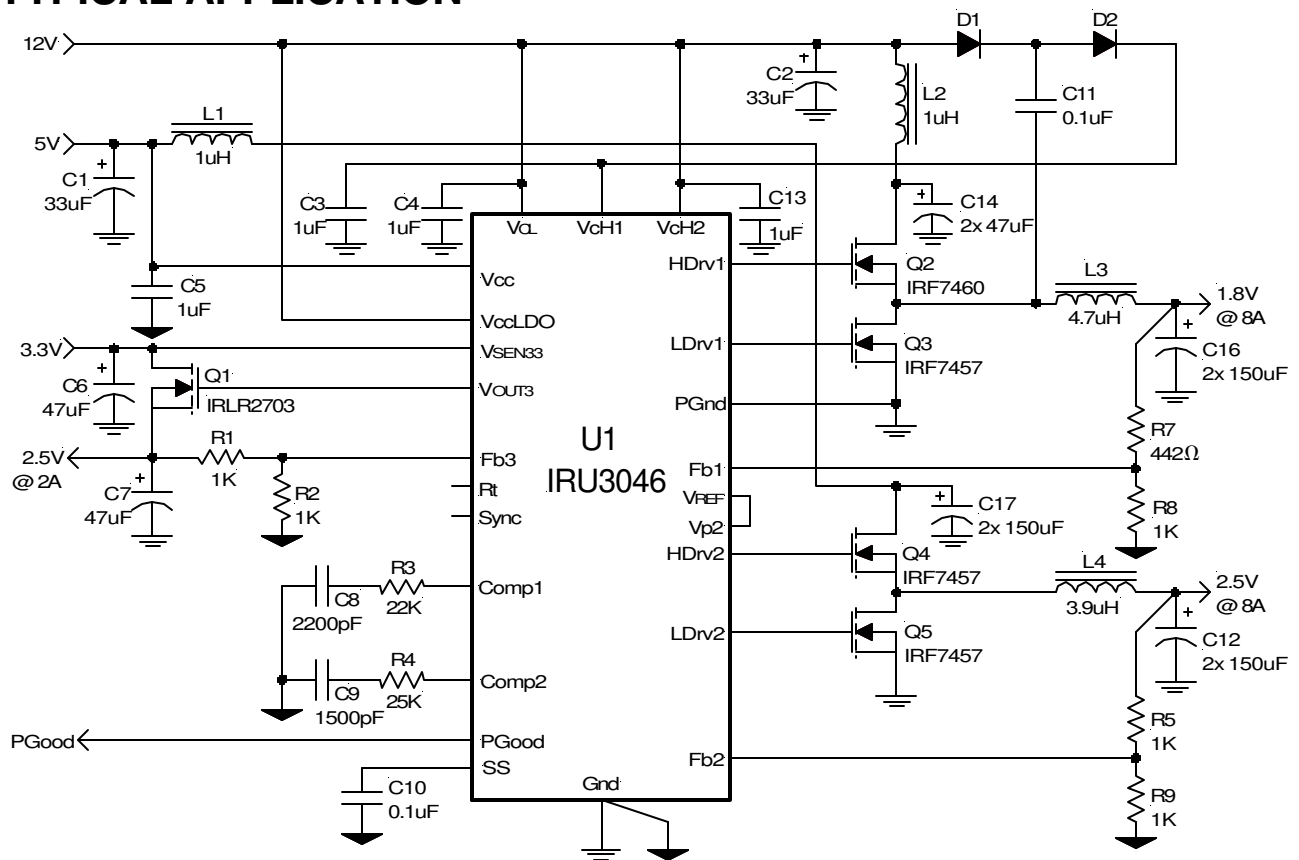 TYPICAL APPLICATION
D1
D2
12V
C2
33uF
L2
1uH
C11
0.1uF
L1
1uH
5V
C1
33uF
C3
1uF
C4
1uF
C13
1uF
C14
2x 47uF
VCL
VcH1
VcH2
C5
1uF
Vcc
HDrv1
Q2
IRF7460
L3
4.7uH
1.8V
@ 8A
VccLDO
3.3V
VSEN33
LDrv1
Q3
IRF7457
C16
2x 150uF
C6
47uF
Q1
IRLR2703
VOUT3
PGnd
R7
442Ω
U1
IRU3046
2.5V
@ 2A
R1
1K
Fb3
Fb1
C7
47uF
R2
1K
Rt
Sync
VREF
Vp2
C17
2x 150uF
R8
1K
HDrv2
Q4
IRF7457
L4
3.9uH
2.5V
@ 8A
C8
2200pF
R3
22K
Comp1
LDrv2
Q5
IRF7457
C12
2x 150uF
C9
1500pF
R4
25K
Comp2
R5
1K
PGood
PGood
SS
Fb2
C10
0.1uF
Gnd
R9
1K